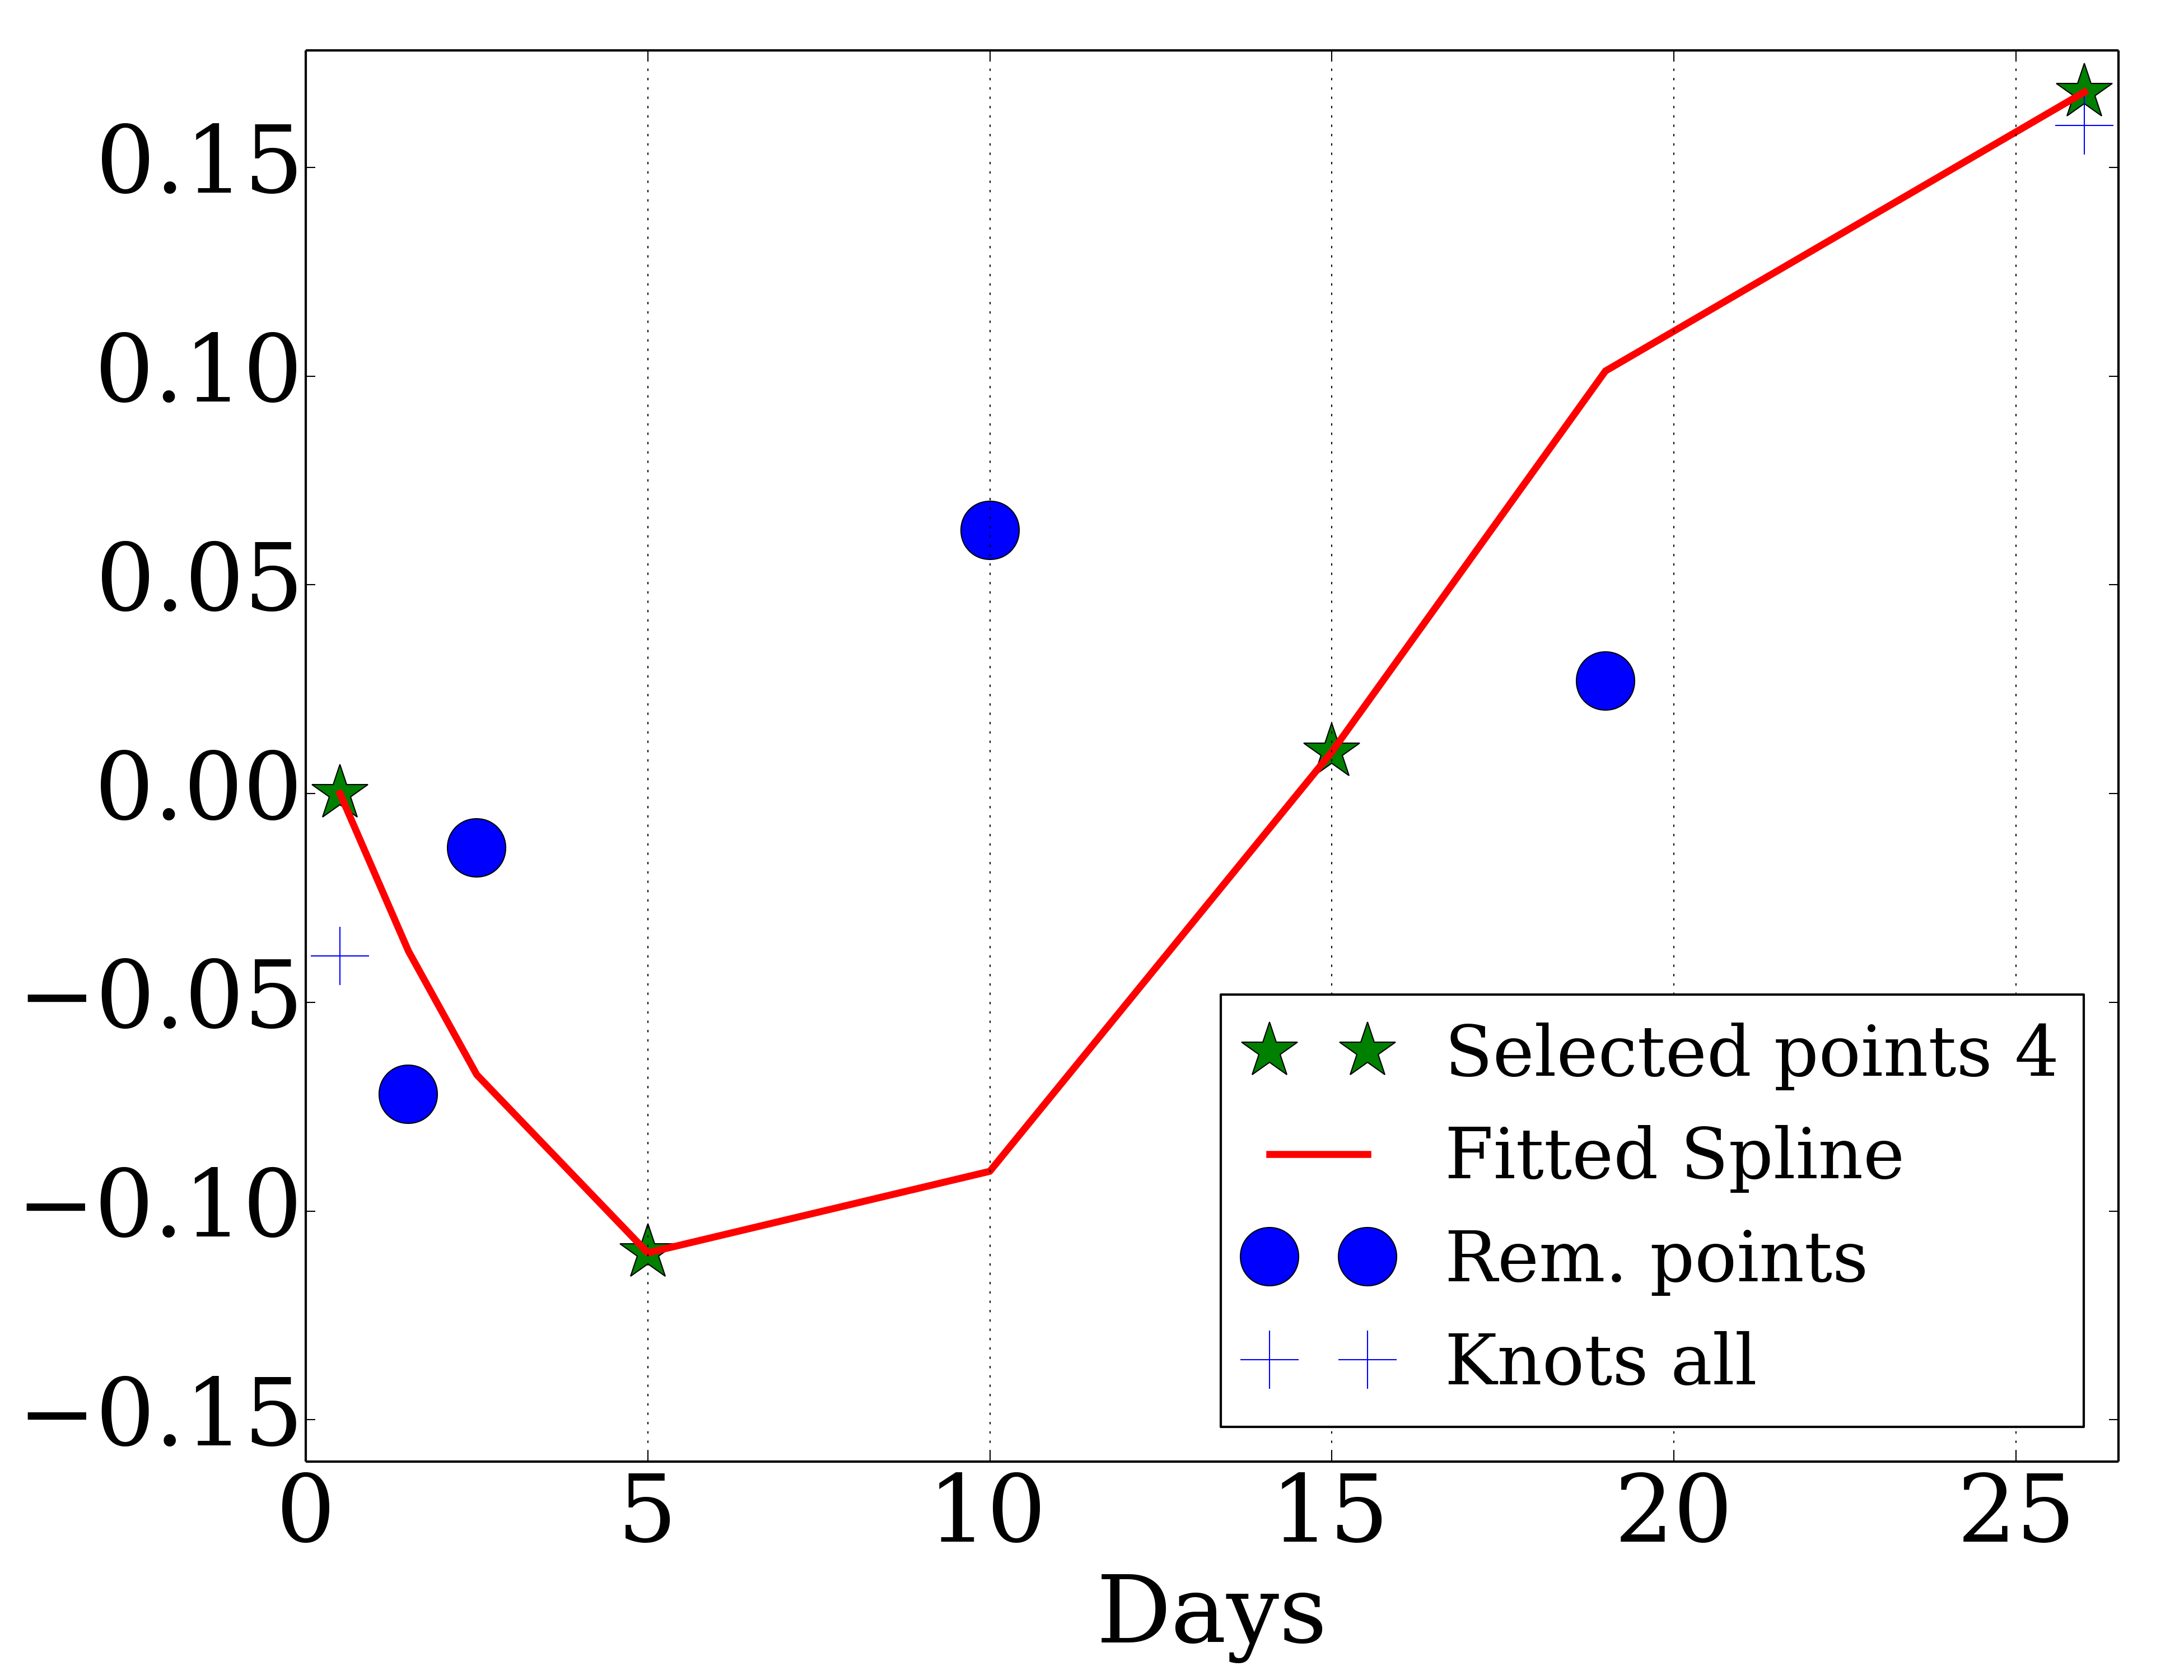 0.15
0.10
0.05
0.00
−0.05
−0.10
−0.15
Selected points 4
Fitted Spline
Rem. points
Knots all
0 5 10 15 20 25
Days